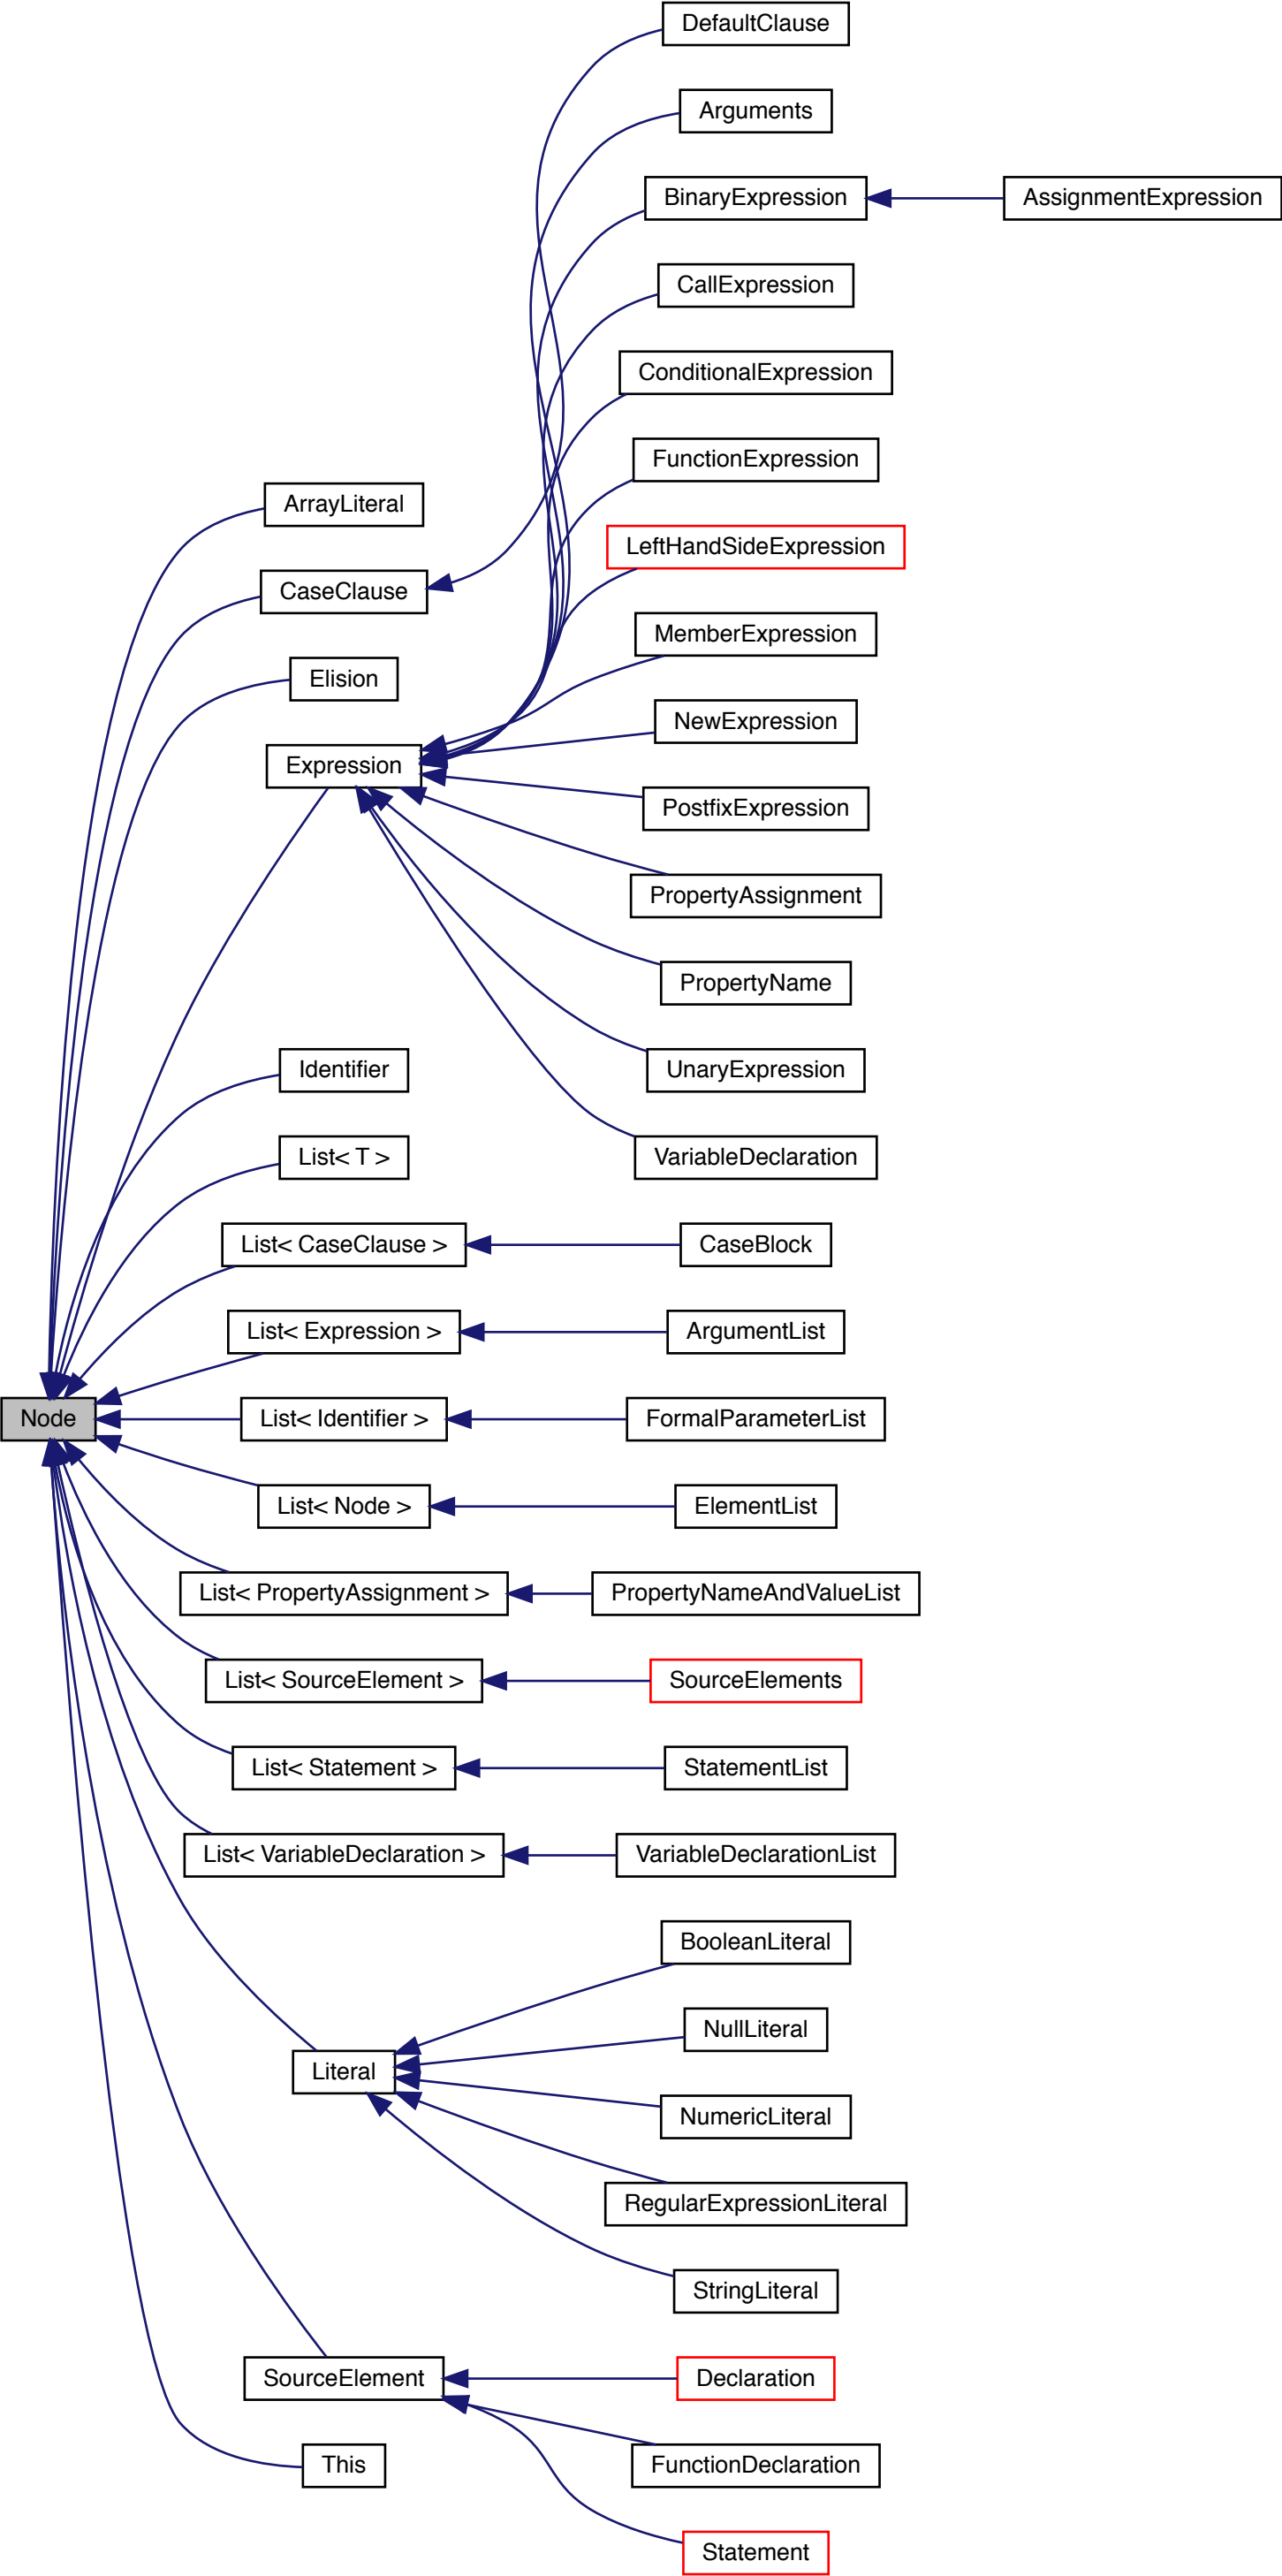 DefaultClause
Arguments
BinaryExpression
AssignmentExpression
CallExpression
ConditionalExpression
FunctionExpression
ArrayLiteral
LeftHandSideExpression
CaseClause
MemberExpression
Elision
NewExpression
Expression
PostfixExpression
PropertyAssignment
PropertyName
Identifier
UnaryExpression
List< T >
VariableDeclaration
List< CaseClause >
CaseBlock
List< Expression >
ArgumentList
Node
List< Identifier >
FormalParameterList
List< Node >
ElementList
List< PropertyAssignment >
PropertyNameAndValueList
List< SourceElement >
SourceElements
List< Statement >
StatementList
List< VariableDeclaration >
VariableDeclarationList
BooleanLiteral
NullLiteral
Literal
NumericLiteral
RegularExpressionLiteral
StringLiteral
SourceElement
Declaration
This
FunctionDeclaration
Statement